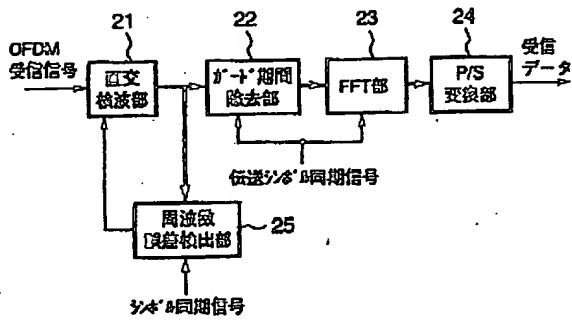 21
22
23
24
OFDM
受信信号
直交
検波部
ガード期間
除去部
FFT部
P/S
変換部
受信
データ
伝送シンボル同期信号
周波数
誤差検出部
25
シンボル同期信号